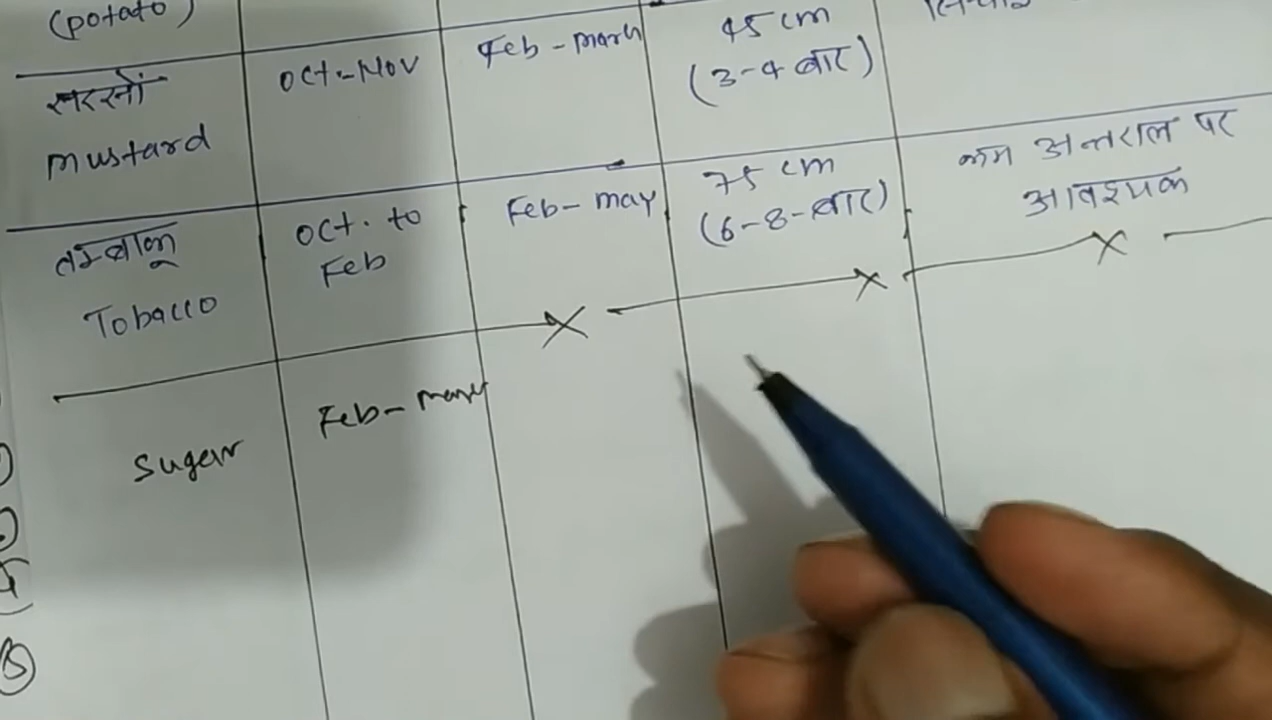 (potato)
सरसों
mustard
Oct.-Nov
Feb-march
45 cm
(3-4 बार)
तम्बाकू
Tobacco
Oct. to
Feb
Feb-may
75 cm
(6-8-बार)
कम अन्तराल पर
आवश्यक
Sugar
Feb-